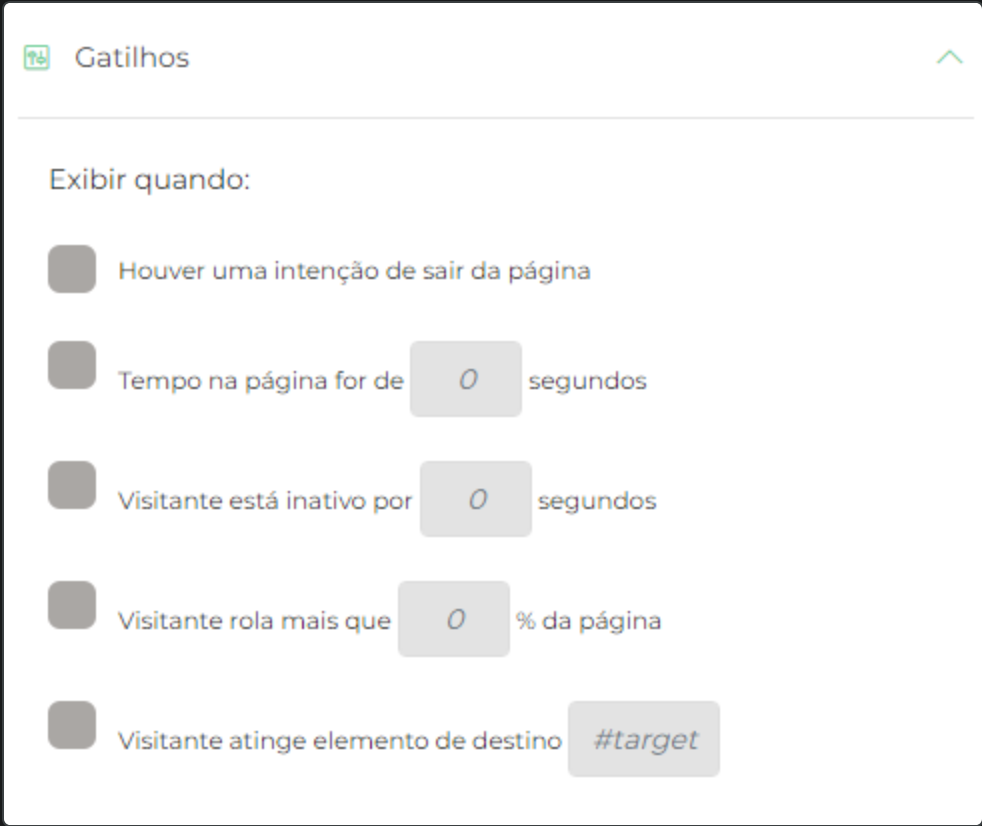 Gatilhos
Exibir quando:
Houver uma intenção de sair da página
Tempo na página for de 0 segundos
Visitante está inativo por 0 segundos
Visitante rola mais que 0 % da página
Visitante atinge elemento de destino #target